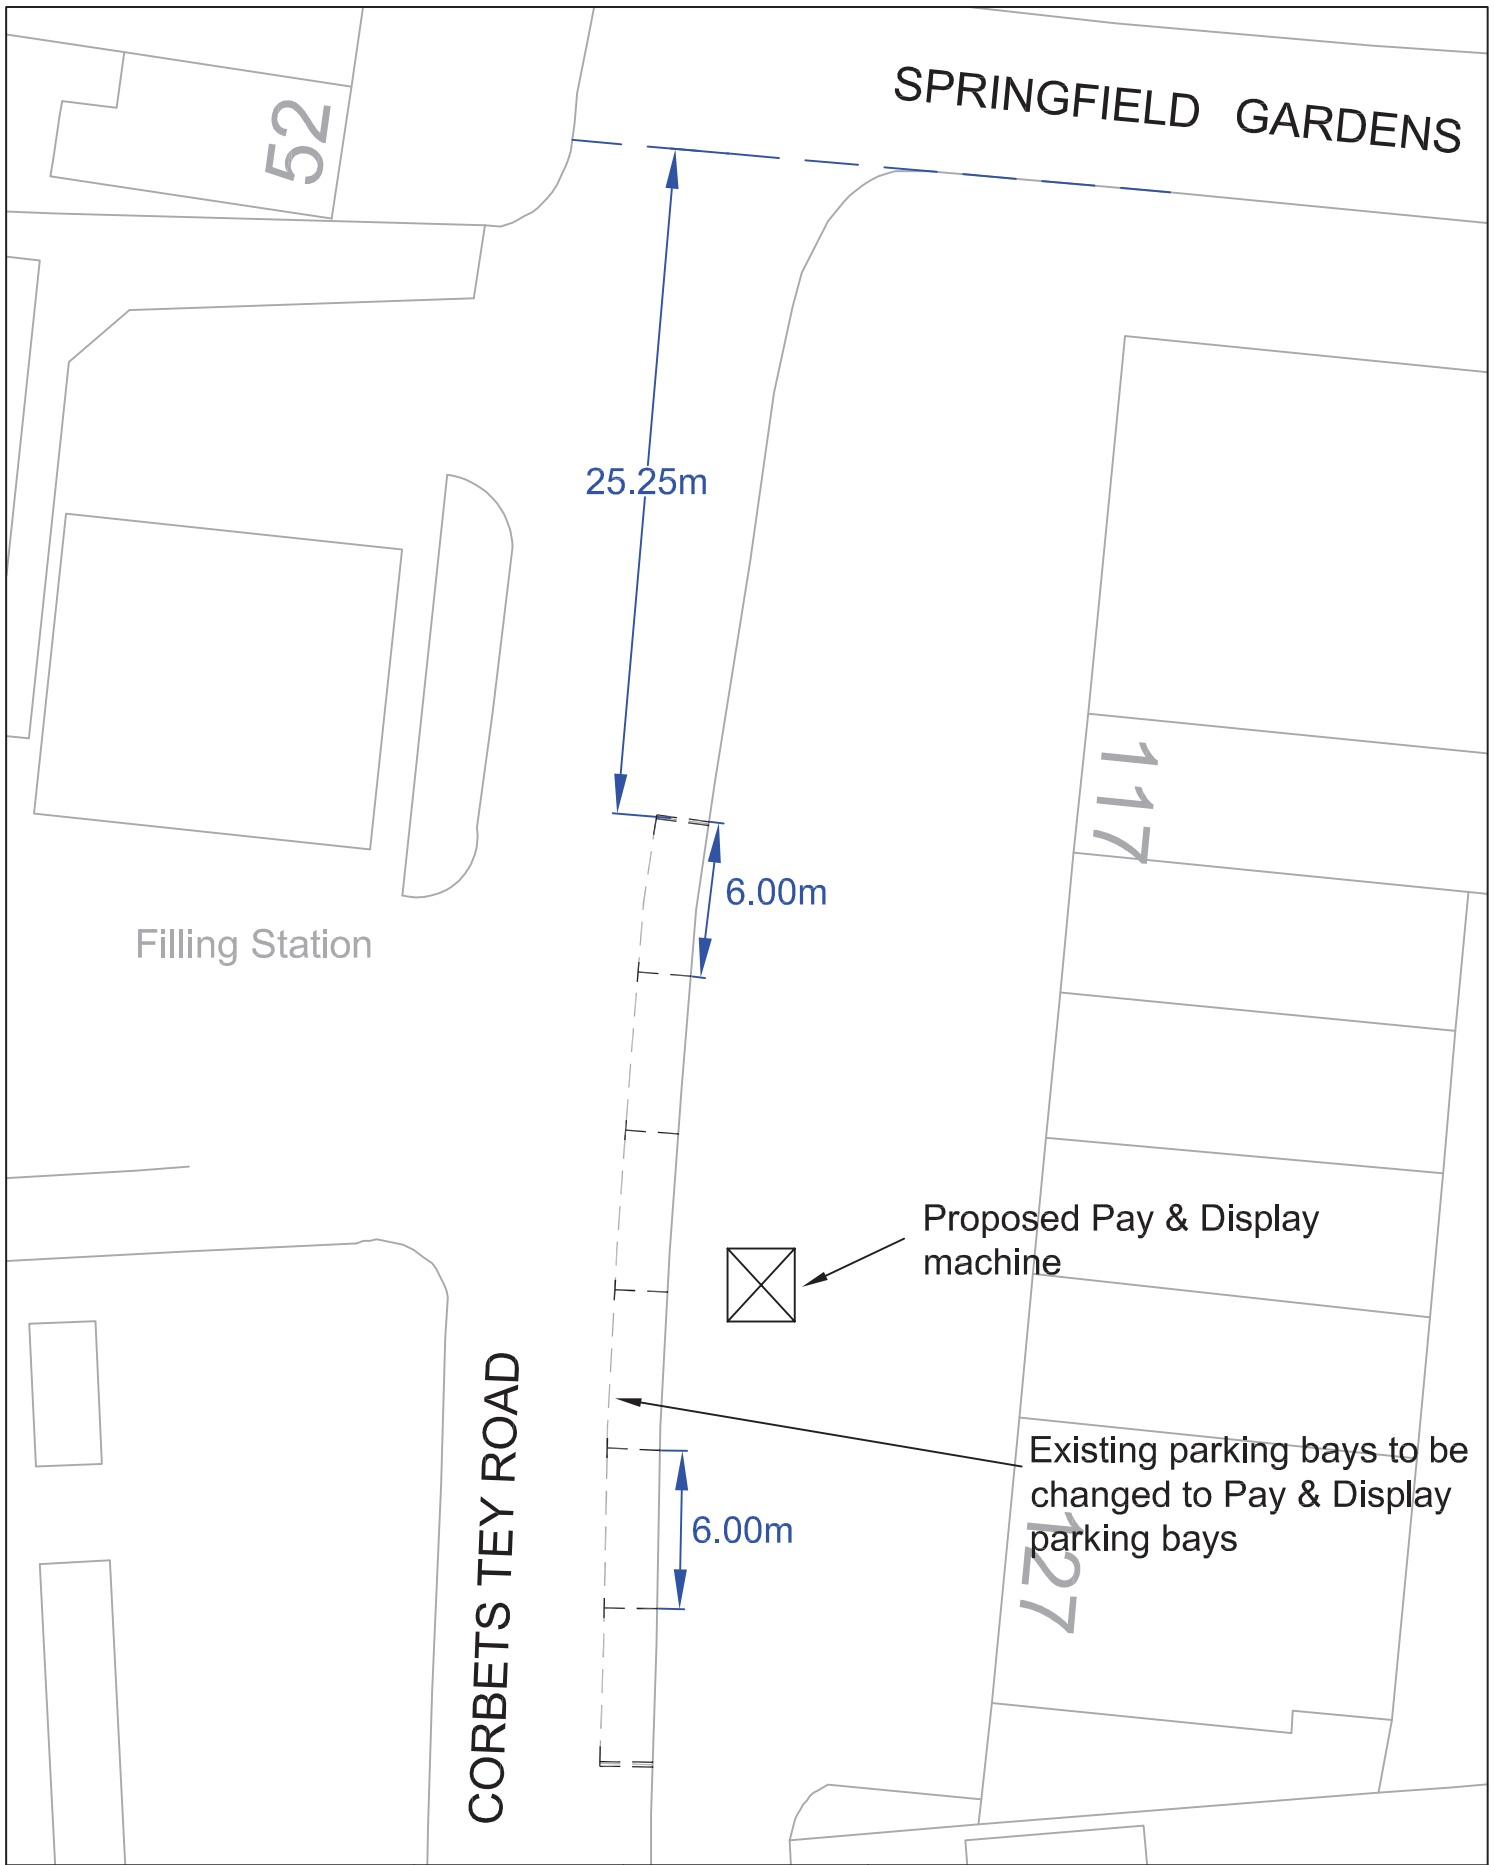 SPRINGFIELD GARDENS
52
25.25m
117
6.00m
Filling Station
Proposed Pay & Display
machine
CORBETS TEY ROAD
Existing parking bays to be
changed to Pay & Display
parking bays
6.00m
127